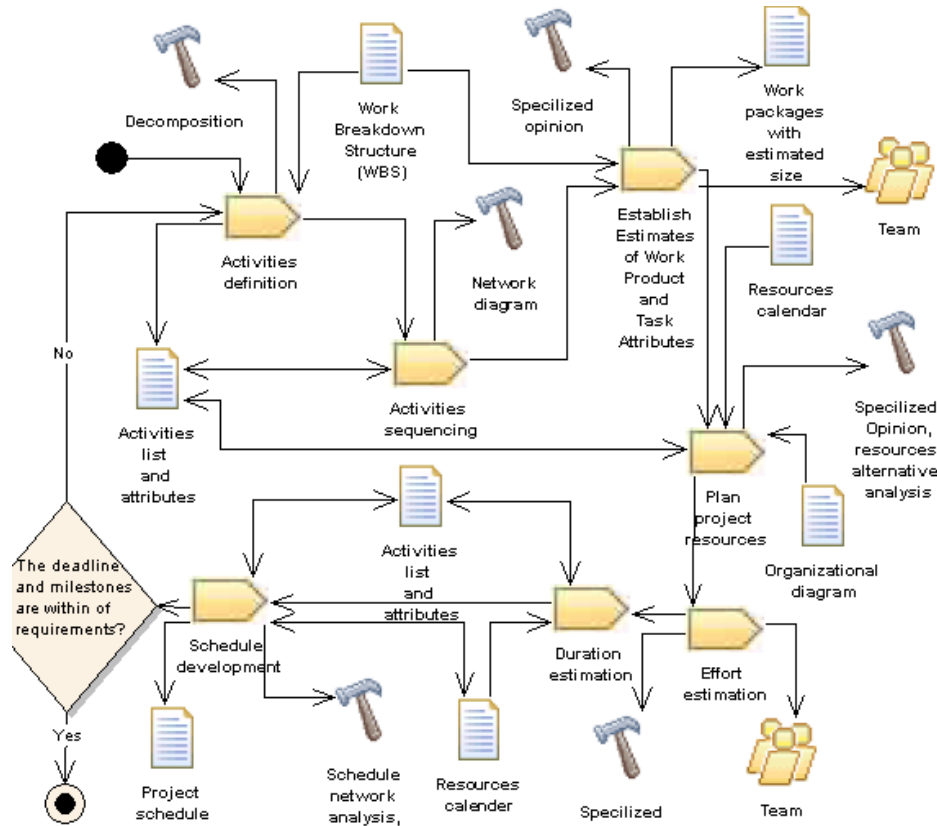 Decomposition
Work
Breakdown
Structure
(WBS)
Specilized
opinion
Work
packages
with
estimated
size
Team
Activities
definition
Network
diagram
Establish
Estimates
of Work
Product
and
Task
Attributes
Resources
calendar
No
Activities
list
and
attributes
Activities
sequencing
Specilized
Opinion,
resources
alternative
analysis
Plan
project
resources
Organizational
diagram
The deadline
and milestones
are within of
requirements?
Activities
list
and
attributes
Schedule
development
Duration
estimation
Effort
estimation
Yes
Project
schedule
Schedule
network
analysis,
Resources
calender
Specilized
Team